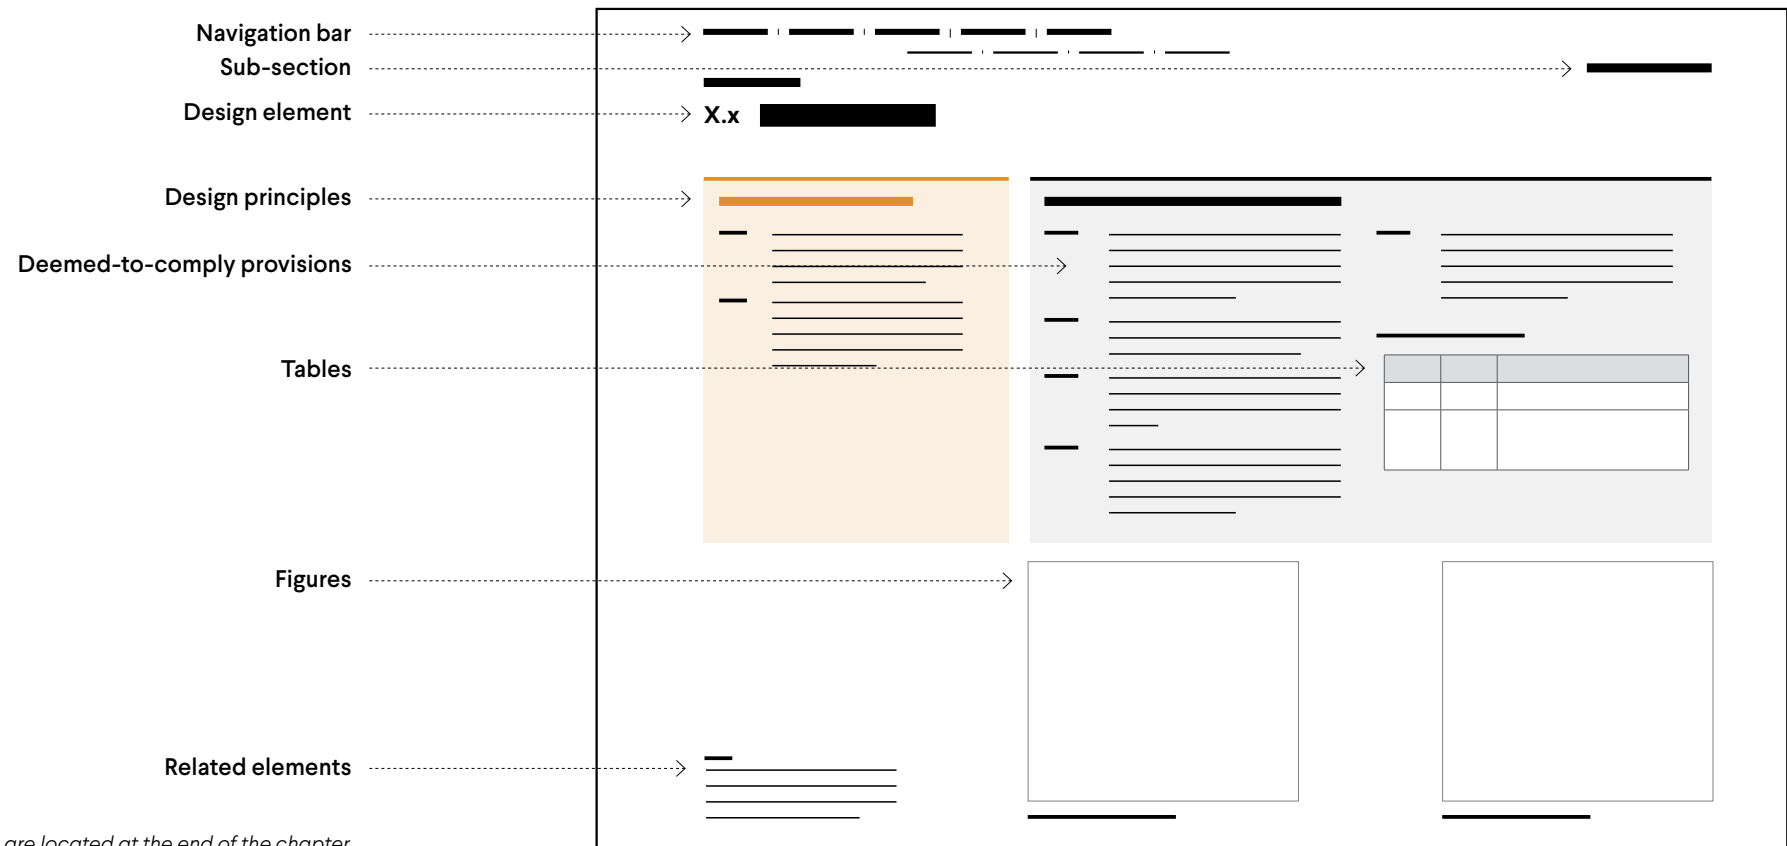 Navigation bar
Sub-section
Design element
X.x
Design principles
Deemed-to-comply provisions
Tables
Figures
Related elements
are located at the end of the chapter